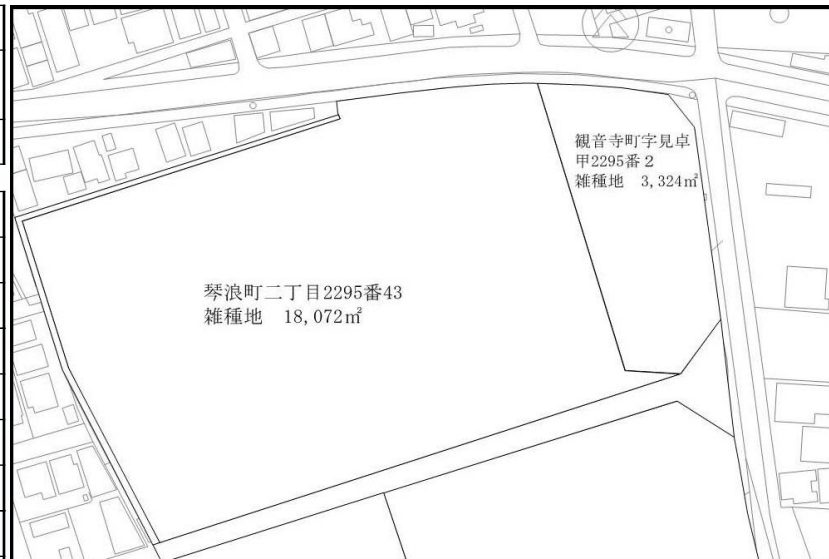 観音寺町字見卓
甲2295番2
雑種地　3,324㎡
琴浪町二丁目2295番43
雑種地　18,072㎡